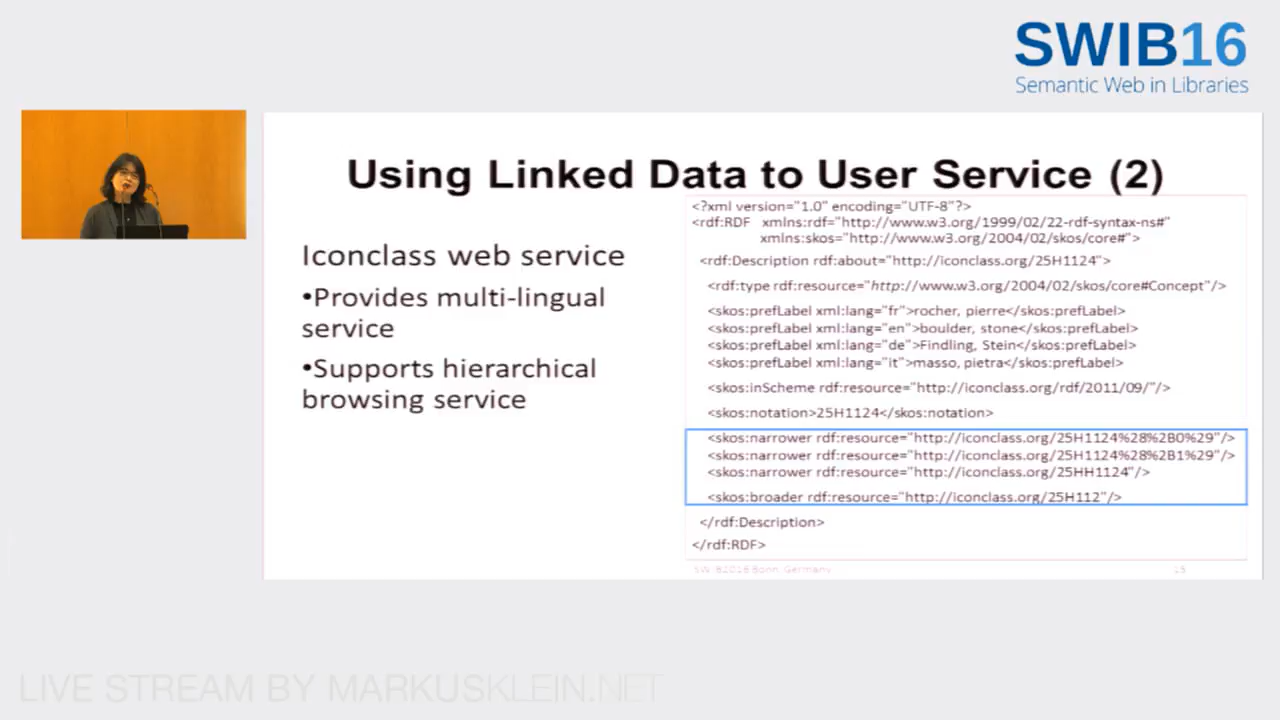 SWIB16
Semantic Web in Libraries
Using Linked Data to User Service (2)
Iconclass web service
•Provides multi-lingual
service
•Supports hierarchical
browsing service
<?xml version="1.0" encoding="UTF-8"?>
<rdf:RDF xmlns:rdf="http://www.w3.org/1999/02/22-rdf-syntax-ns#"
xmlns:skos="http://www.w3.org/2004/02/skos/core#">
<rdf:Description rdf:about="http://iconclass.org/25H1124">
<rdf:type rdf:resource="http://www.w3.org/2004/02/skos/core#Concept"/>
<skos:prefLabel xml:lang="fr">rocher, pierre</skos:prefLabel>
<skos:prefLabel xml:lang="en">boulder, stone</skos:prefLabel>
<skos:prefLabel xml:lang="de">Findling, Stein</skos:prefLabel>
<skos:prefLabel xml:lang="it">masso, pietra</skos:prefLabel>
<skos:inScheme rdf:resource="http://iconclass.org/rdf/2011/09/"/>
<skos:notation>25H1124</skos:notation>
<skos:narrower rdf:resource="http://iconclass.org/25H1124%28%2B0%29"/>
<skos:narrower rdf:resource="http://iconclass.org/25H1124%28%2B1%29"/>
<skos:narrower rdf:resource="http://iconclass.org/25HH1124"/>
<skos:broader rdf:resource="http://iconclass.org/25H112"/>
</rdf:Description>
</rdf:RDF>
SWIB2016 Bonn, Germany
15
LIVE STREAM BY MARKUSKLEIN.NET